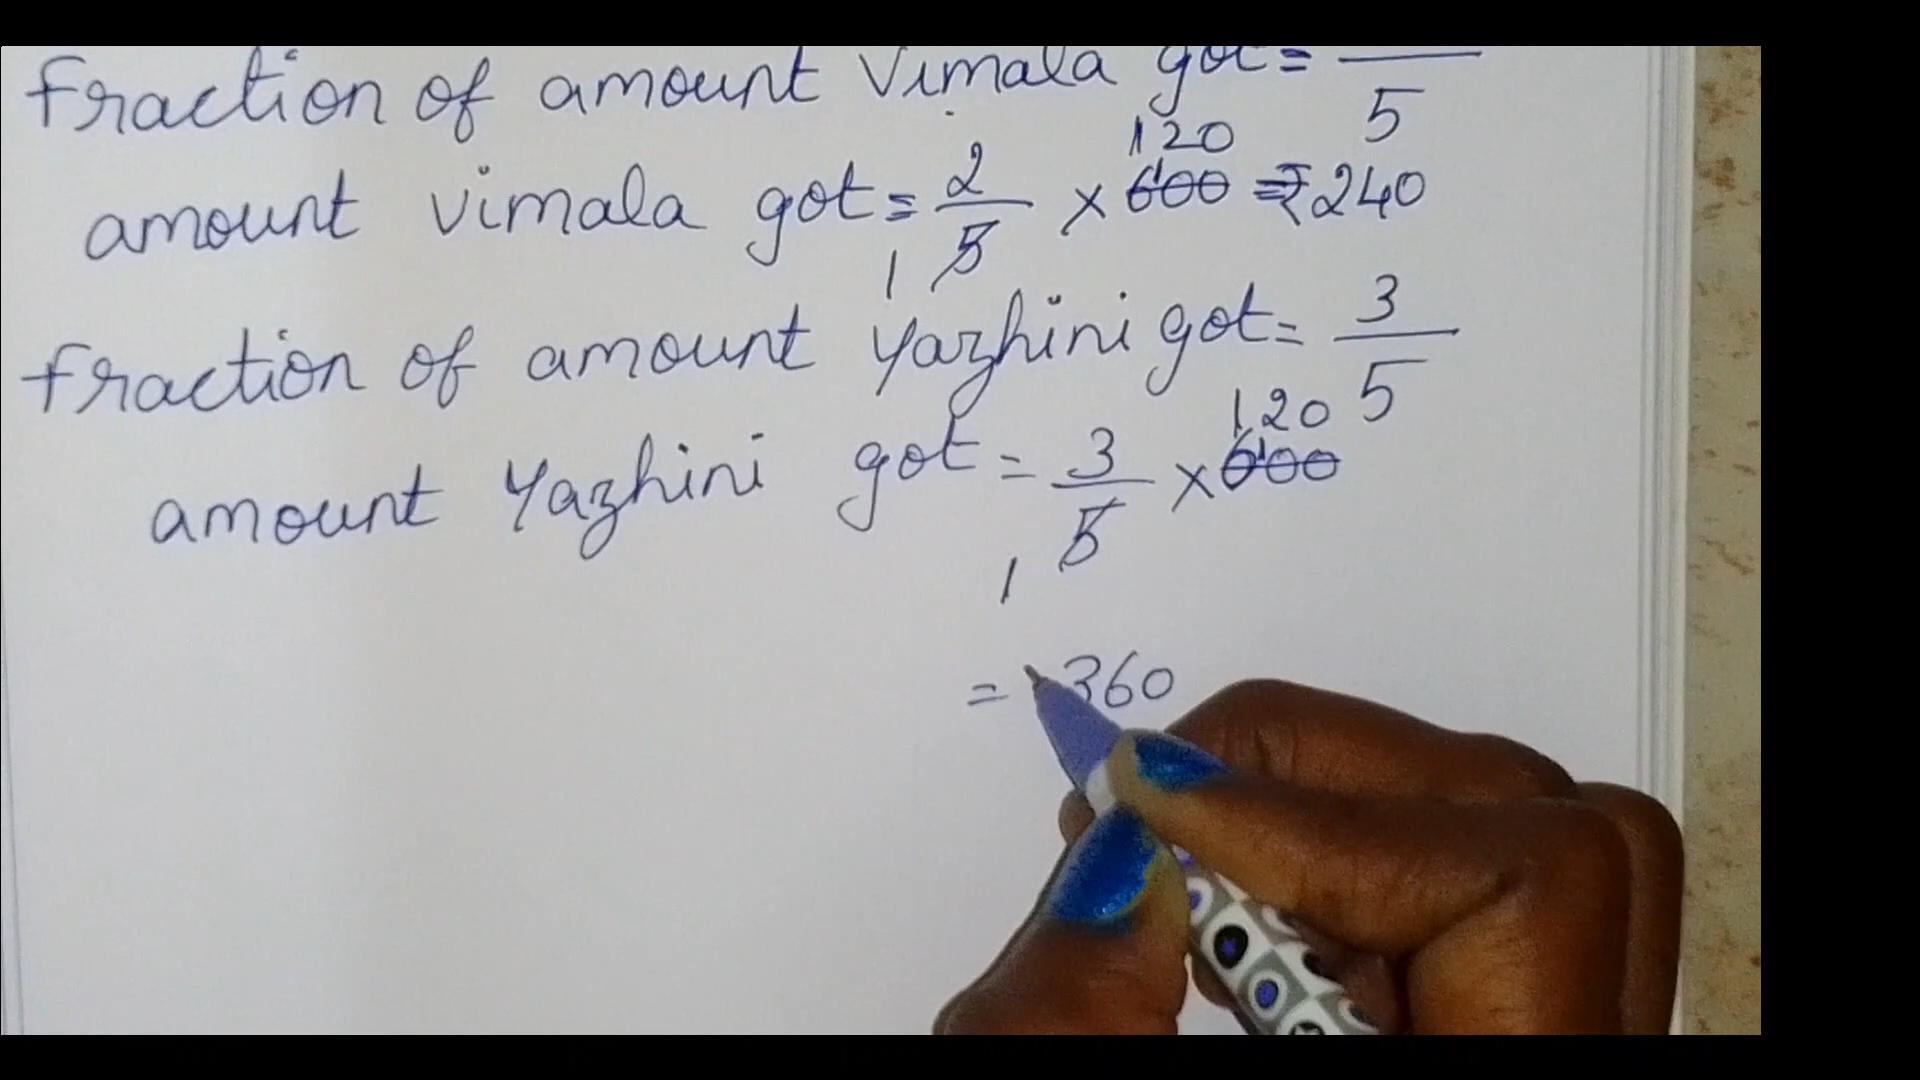 Fraction of amount Vimala got = /5
120
amount vimala got = 2/5 × 600 = ₹240
1
Fraction of amount Yazhini got = 3/5
120
amount Yazhini got = 3/5 × 600
1
= 360